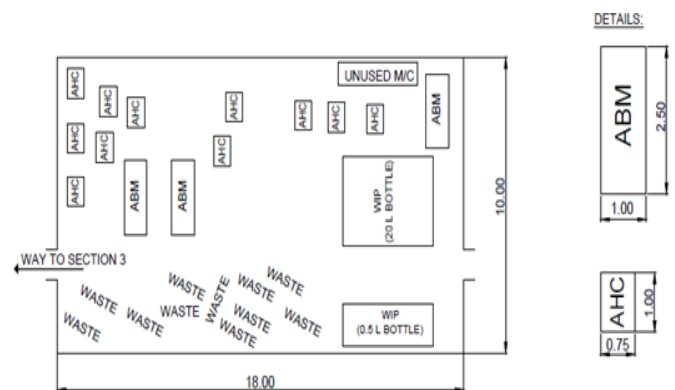 DETAILS:
UNUSED M/C
AHC
AHC
AHC
AHC
AHC
AHC
AHC
AHC
AHC
AHC
AHC
ABM
ABM
ABM
WIP
(20 L BOTTLE)
10.00
ABM
2.50
1.00
WAY TO SECTION 3
WASTE
WASTE
WASTE
WASTE
WASTE
WASTE
WASTE
WASTE
WASTE
WASTE
WASTE
WIP
(0.5 L BOTTLE)
AHC
1.00
0.75
18.00